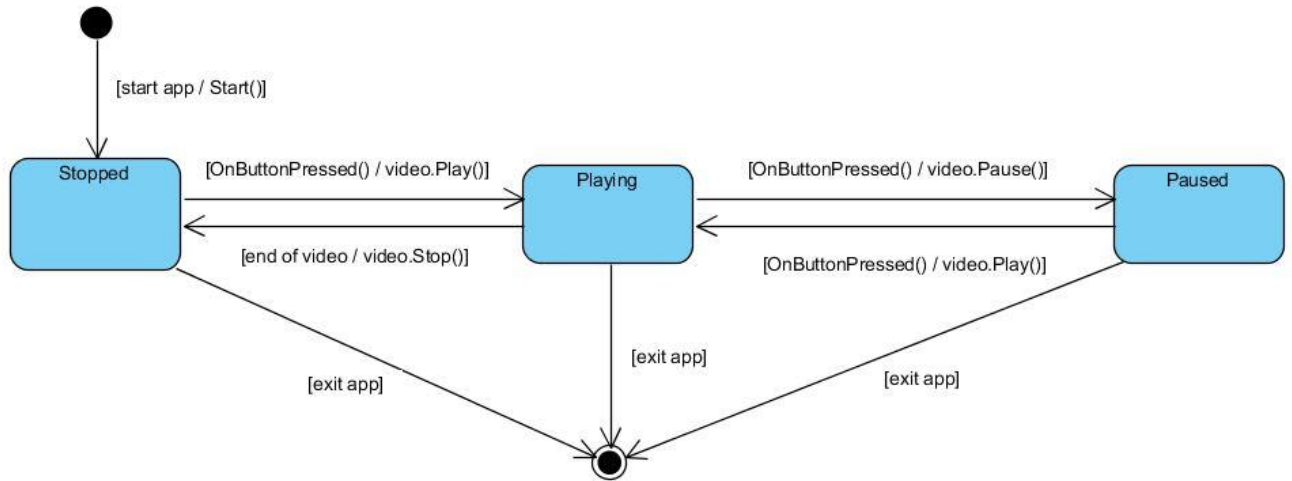 [start app / Start()]
Stopped
[OnButtonPressed() / video.Play()]
Playing
[OnButtonPressed() / video.Pause()]
Paused
[end of video / video.Stop()]
[OnButtonPressed() / video.Play()]
[exit app]
[exit app]
[exit app]